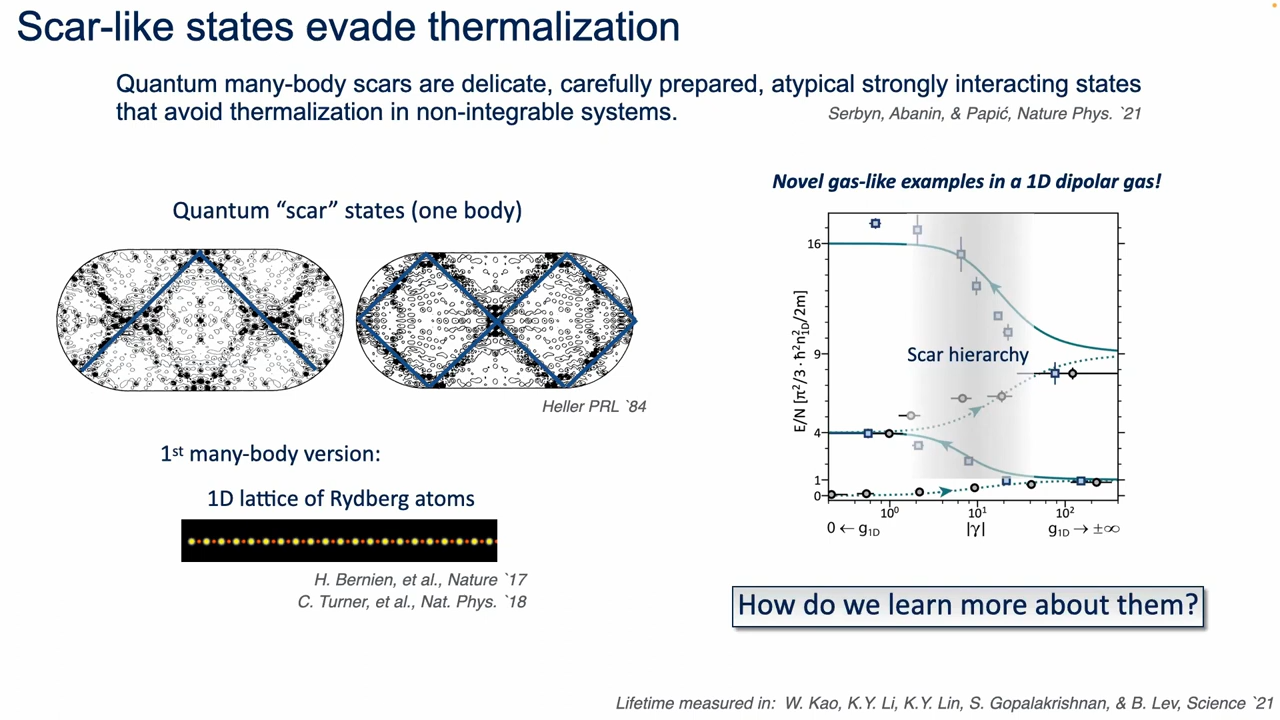 Scar-like states evade thermalization
Quantum many-body scars are delicate, carefully prepared, atypical strongly interacting states
that avoid thermalization in non-integrable systems.
Serbyn, Abanin, & Papić, Nature Phys. `21
Quantum “scar” states (one body)
Heller PRL `84
1st many-body version:
1D lattice of Rydberg atoms
H. Bernien, et al., Nature `17
C. Turner, et al., Nat. Phys. `18
Novel gas-like examples in a 1D dipolar gas!
E/N [π²/3 · ħ²n²1D/2m]
16
9
4
1
0
Scar hierarchy
10⁰
10¹
10²
0 ← g1D
|γ|
g1D → ±∞
How do we learn more about them?
Lifetime measured in: W. Kao, K.Y. Li, K.Y. Lin, S. Gopalakrishnan, & B. Lev, Science `21